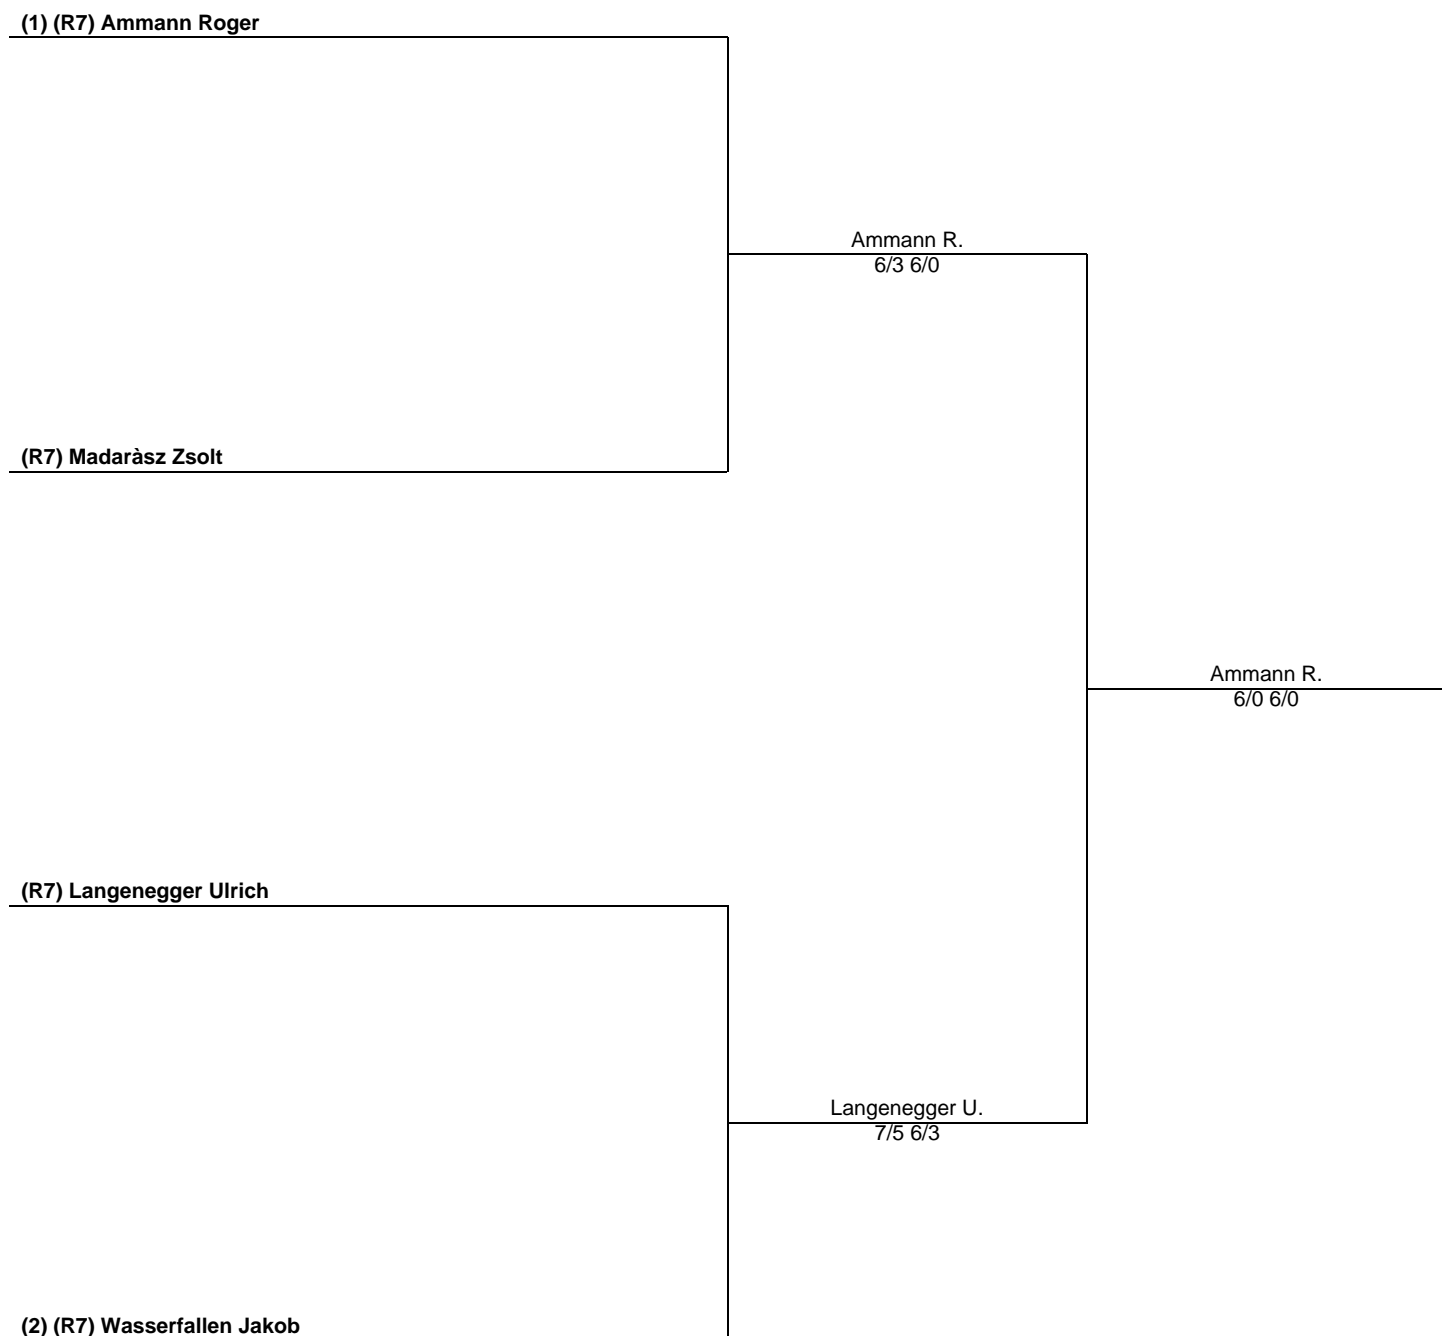 (1) (R7) Ammann Roger
Ammann R.
6/3 6/0
(R7) Madaràsz Zsolt
Ammann R.
6/0 6/0
(R7) Langenegger Ulrich
Langenegger U.
7/5 6/3
(2) (R7) Wasserfallen Jakob